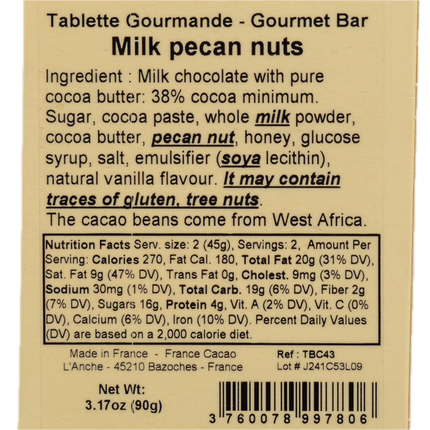 Tablette Gourmande - Gourmet Bar
Milk pecan nuts
Ingredient : Milk chocolate with pure
cocoa butter: 38% cocoa minimum.
Sugar, cocoa paste, whole milk powder,
cocoa butter, pecan nut, honey, glucose
syrup, salt, emulsifier (soya lecithin),
natural vanilla flavour. It may contain
traces of gluten, tree nuts.
The cacao beans come from West Africa.
Nutrition Facts Serv. size: 2 (45g), Servings: 2, Amount Per
Serving: Calories 270, Fat Cal. 180, Total Fat 20g (31% DV),
Sat. Fat 9g (47% DV), Trans Fat 0g, Cholest. 9mg (3% DV),
Sodium 30mg (1% DV), Total Carb. 19g (6% DV), Fiber 2g
(7% DV), Sugars 16g, Protein 4g, Vit. A (2% DV), Vit. C (0%
DV), Calcium (6% DV), Iron (10% DV). Percent Daily Values
(DV) are based on a 2,000 calorie diet.
Made in France - France Cacao
L'Anche - 45210 Bazoches - France
Ref : TBC43
Lot # J241C53L09
Net Wt:
3.17oz (90g)
3 760078 997806 >